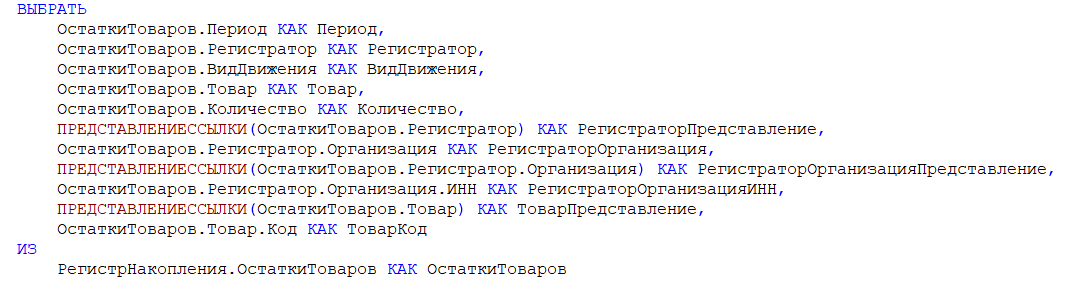 ВЫБРАТЬ
ОстаткиТоваров.Период КАК Период,
ОстаткиТоваров.Регистратор КАК Регистратор,
ОстаткиТоваров.ВидДвижения КАК ВидДвижения,
ОстаткиТоваров.Товар КАК Товар,
ОстаткиТоваров.Количество КАК Количество,
ПРЕДСТАВЛЕНИЕССЫЛКИ(ОстаткиТоваров.Регистратор) КАК РегистраторПредставление,
ОстаткиТоваров.Регистратор.Организация КАК РегистраторОрганизация,
ПРЕДСТАВЛЕНИЕССЫЛКИ(ОстаткиТоваров.Регистратор.Организация) КАК РегистраторОрганизацияПредставление,
ОстаткиТоваров.Регистратор.Организация.ИНН КАК РегистраторОрганизацияИНН,
ПРЕДСТАВЛЕНИЕССЫЛКИ(ОстаткиТоваров.Товар) КАК ТоварПредставление,
ОстаткиТоваров.Товар.Код КАК ТоварКод
ИЗ
РегистрНакопления.ОстаткиТоваров КАК ОстаткиТоваров